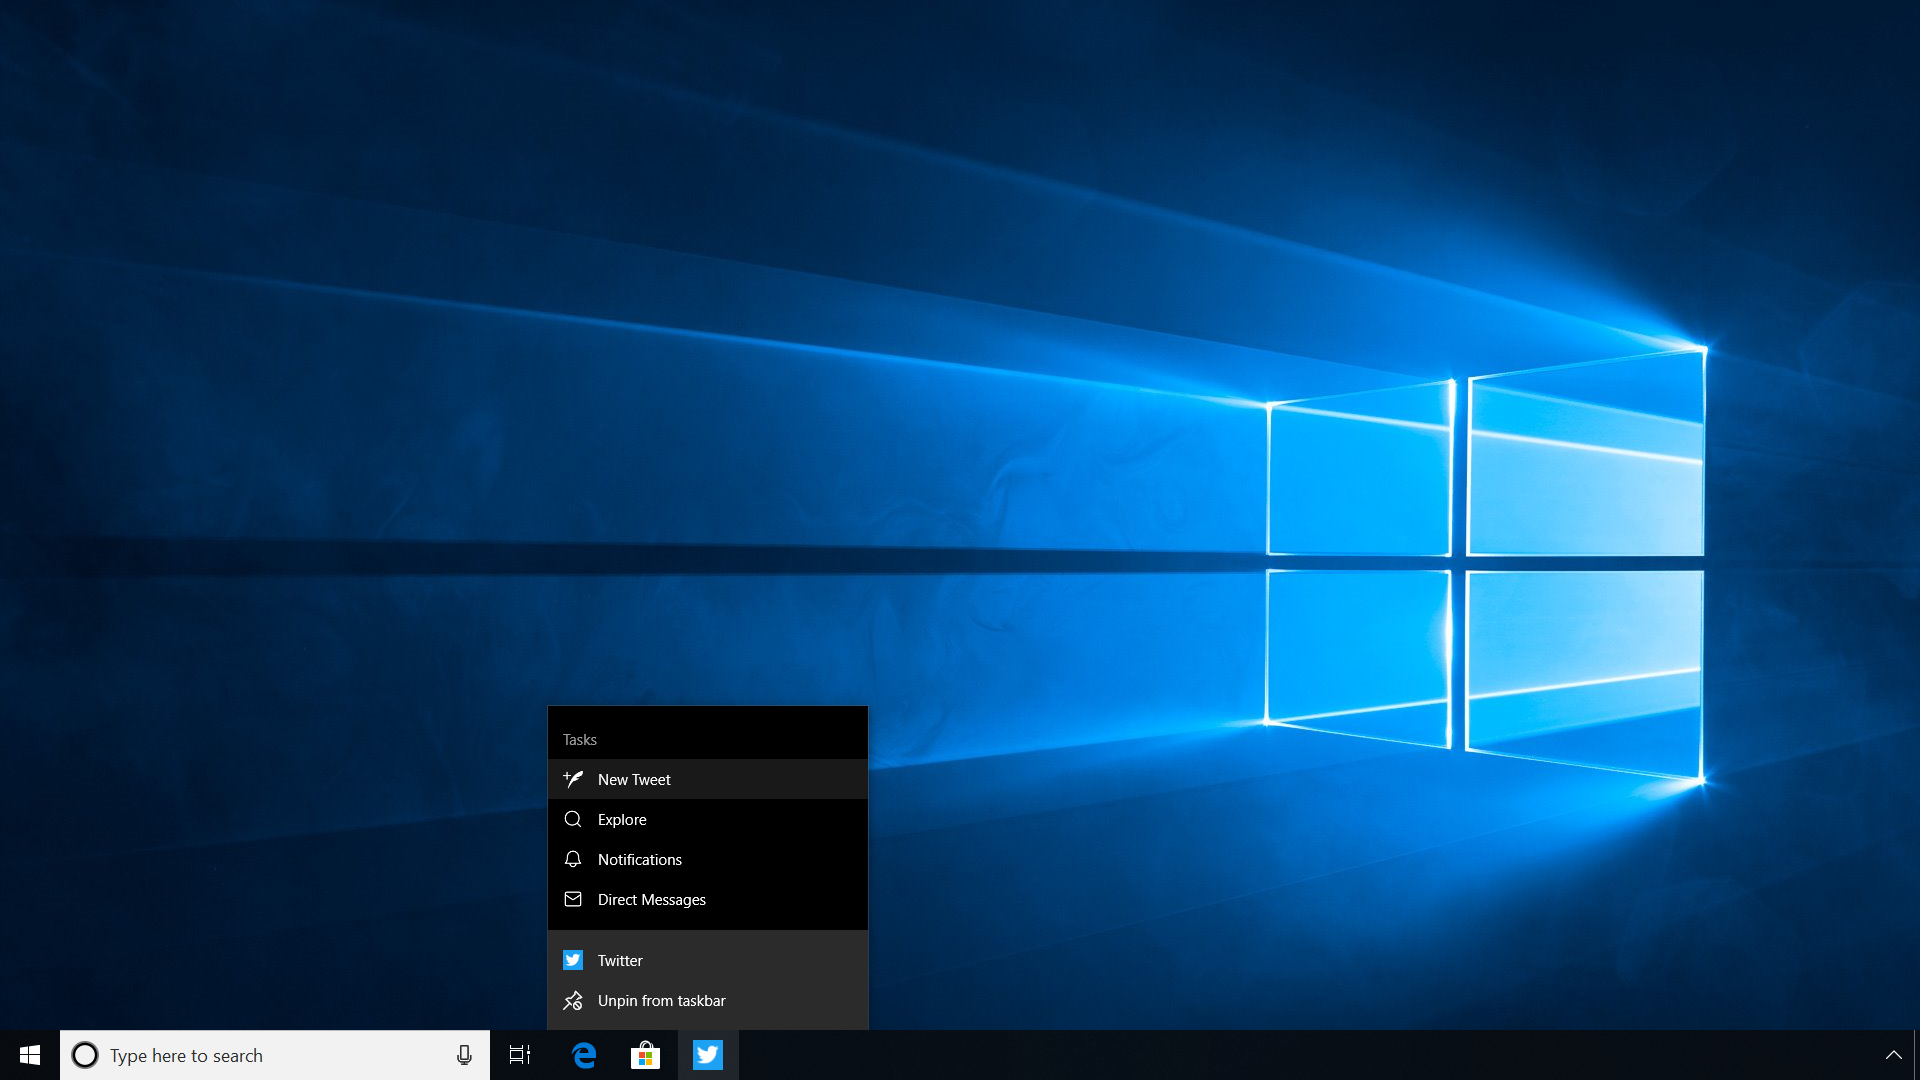 Tasks
New Tweet
Explore
Notifications
Direct Messages
Twitter
Unpin from taskbar
Type here to search